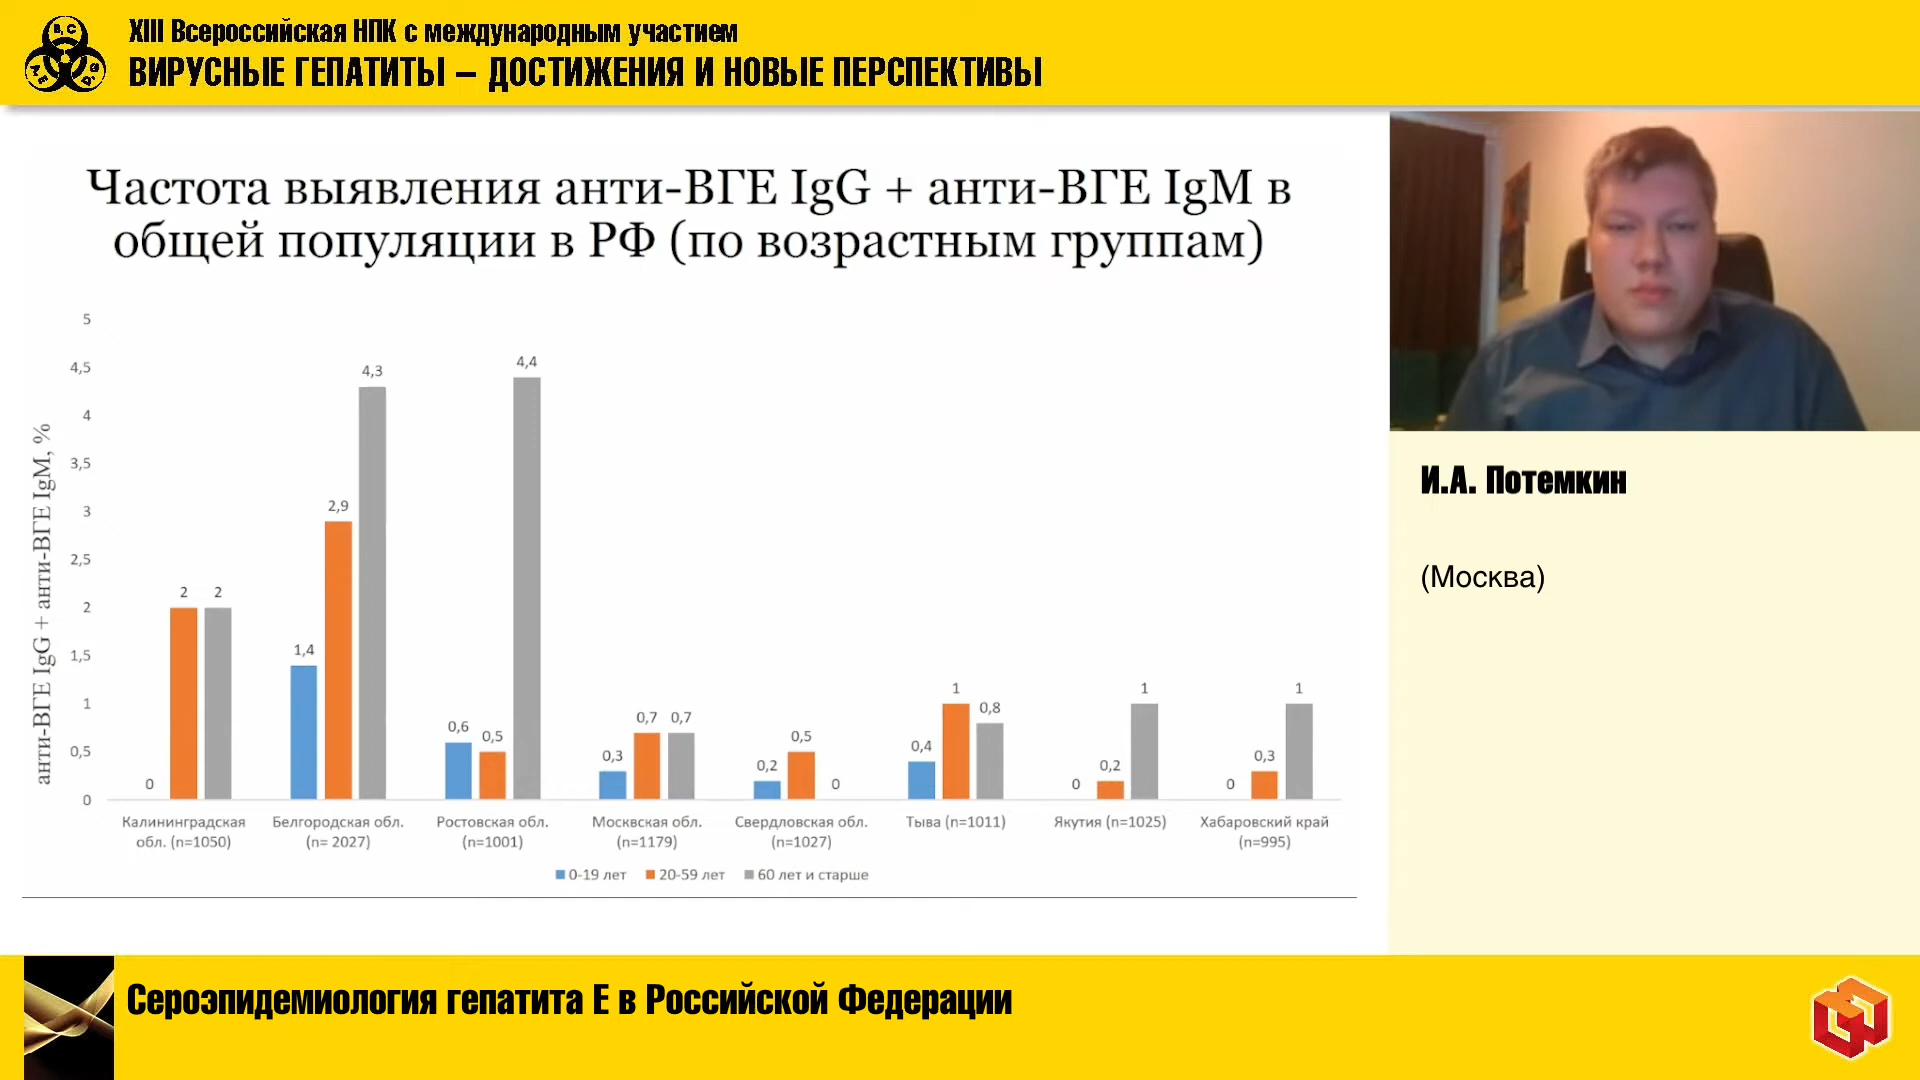 XIII Всероссийская НПК с международным участием
ВИРУСНЫЕ ГЕПАТИТЫ – ДОСТИЖЕНИЯ И НОВЫЕ ПЕРСПЕКТИВЫ
B, C
Частота выявления анти-ВГЕ IgG + анти-ВГЕ IgM в
общей популяции в РФ (по возрастным группам)
анти-ВГЕ IgG + анти-ВГЕ IgM, %
5
4,5
4
3,5
3
2,5
2
1,5
1
0,5
0
0 2 2
1,4 2,9 4,3
0,6 0,5 4,4
0,3 0,7 0,7
0,2 0,5 0
0,4 1 0,8
0 0,2 1
0 0,3 1
Калининградская
обл. (n=1050)
Белгородская обл.
(n= 2027)
Ростовская обл.
(n=1001)
Москвская обл.
(n=1179)
Свердловская обл.
(n=1027)
Тыва (n=1011)
Якутия (n=1025)
Хабаровский край
(n=995)
0-19 лет 20-59 лет 60 лет и старше
И.А. Потемкин
(Москва)
Сероэпидемиология гепатита Е в Российской Федерации